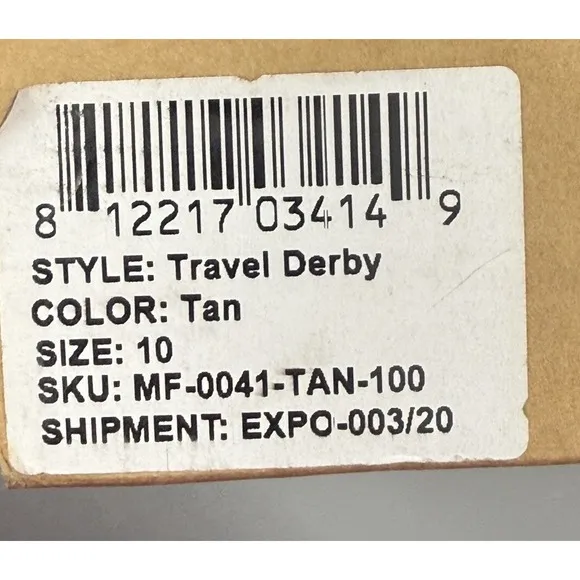 8 12217 03414 9
STYLE: Travel Derby
COLOR: Tan
SIZE: 10
SKU: MF-0041-TAN-100
SHIPMENT: EXPO-003/20